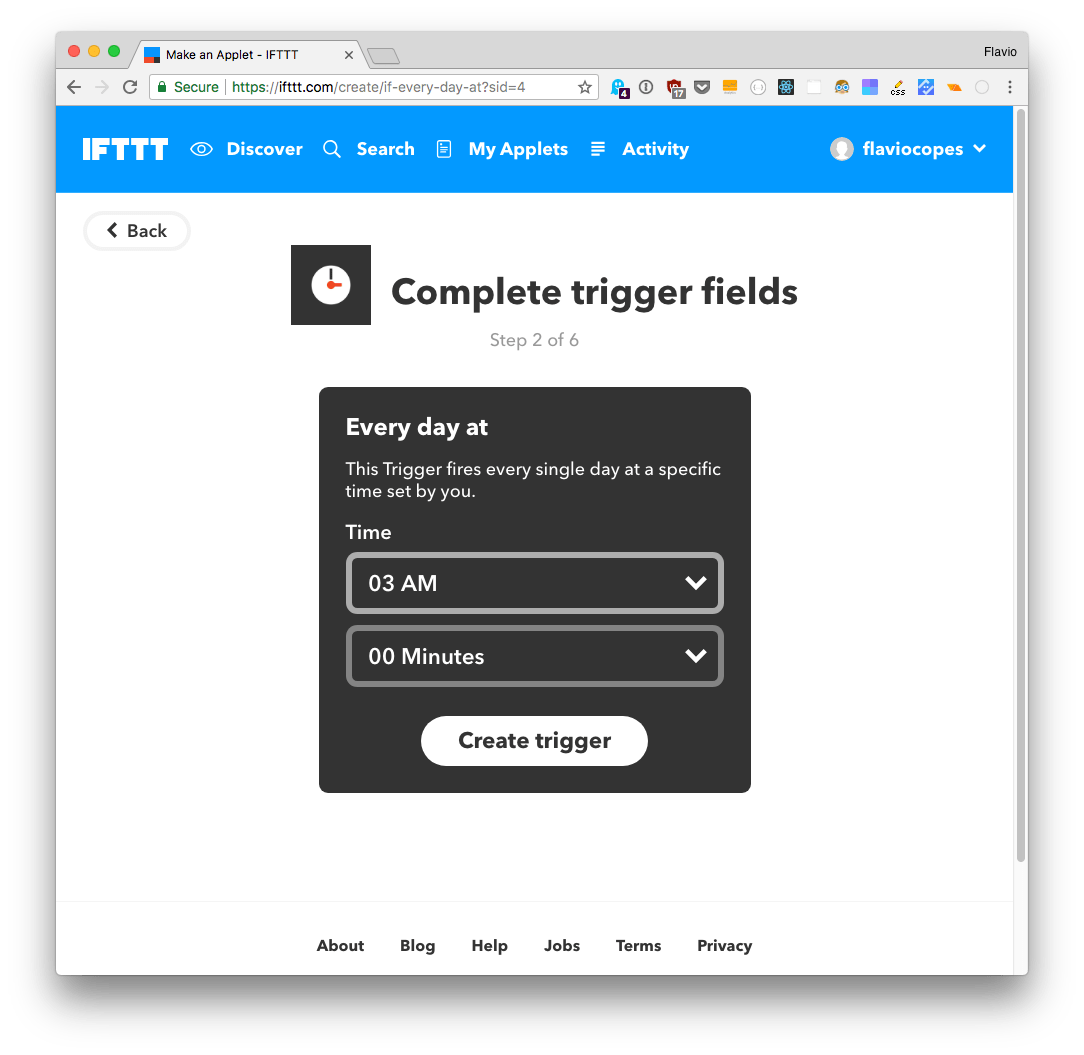 Make an Applet - IFTTT
Flavio
Secure https://ifttt.com/create/if-every-day-at?sid=4
4
17
css
IFTTT Discover Search My Applets Activity flaviocopes
Back
Complete trigger fields
Step 2 of 6
Every day at
This Trigger fires every single day at a specific
time set by you.
Time
03 AM
00 Minutes
Create trigger
About Blog Help Jobs Terms Privacy